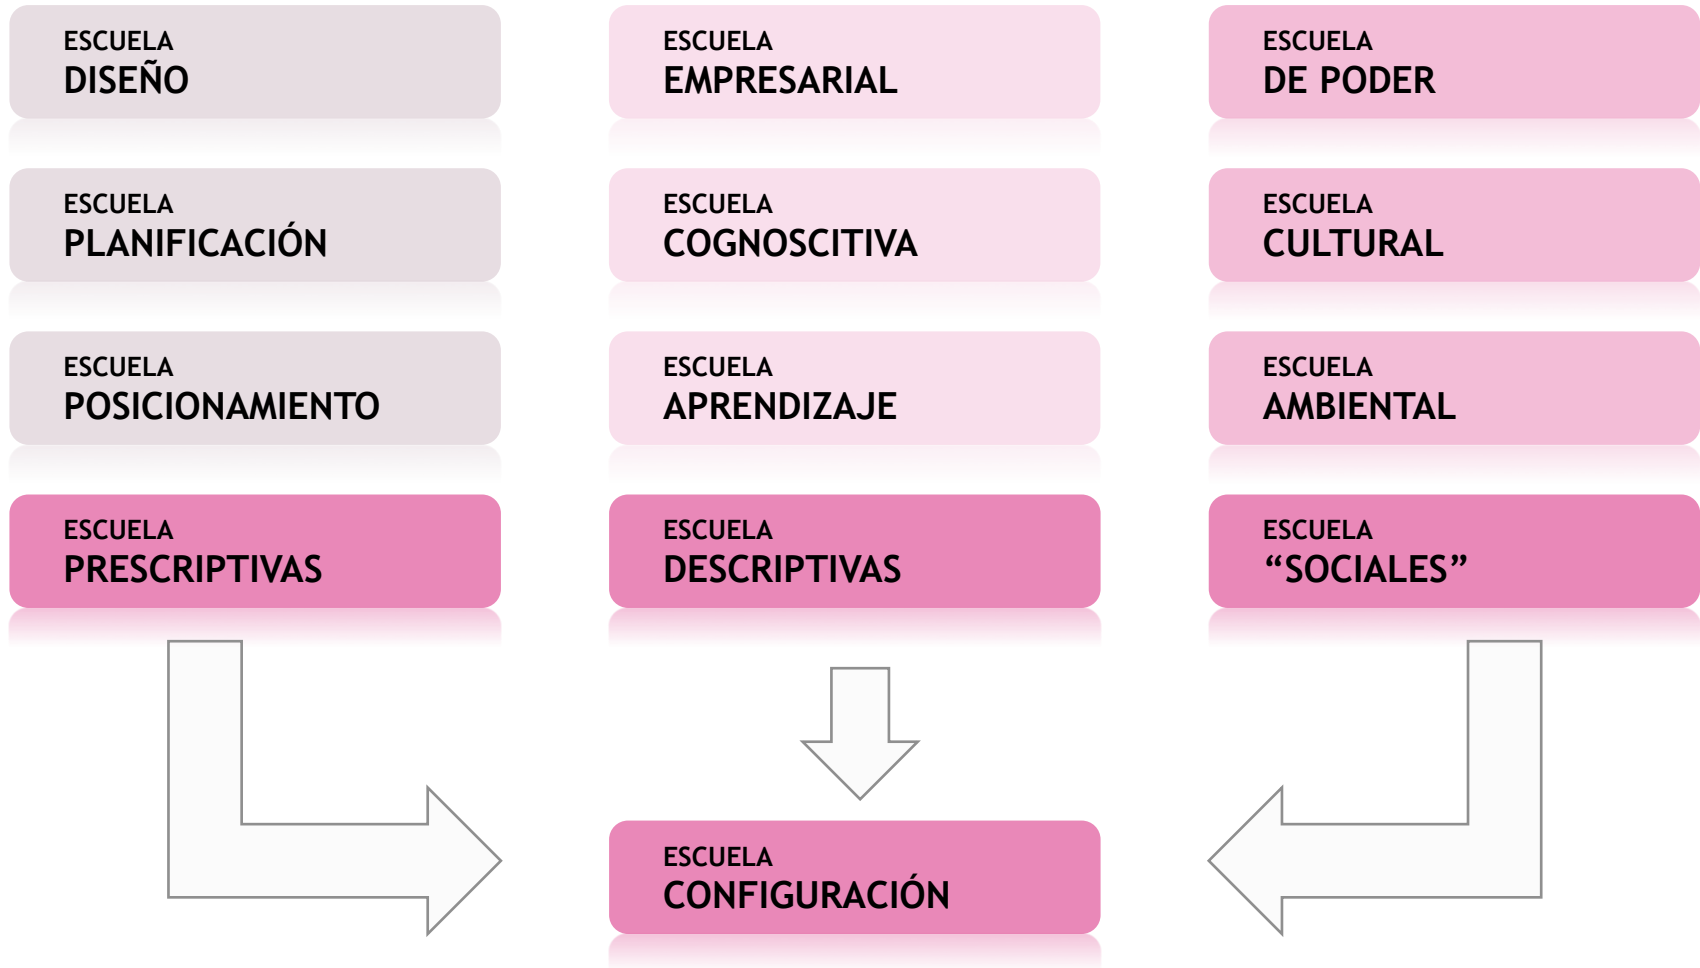 ESCUELA
DISEÑO
ESCUELA
EMPRESARIAL
ESCUELA
DE PODER
ESCUELA
PLANIFICACIÓN
ESCUELA
COGNOSCITIVA
ESCUELA
CULTURAL
ESCUELA
POSICIONAMIENTO
ESCUELA
APRENDIZAJE
ESCUELA
AMBIENTAL
ESCUELA
PRESCRIPTIVAS
ESCUELA
DESCRIPTIVAS
ESCUELA
“SOCIALES”
ESCUELA
CONFIGURACIÓN